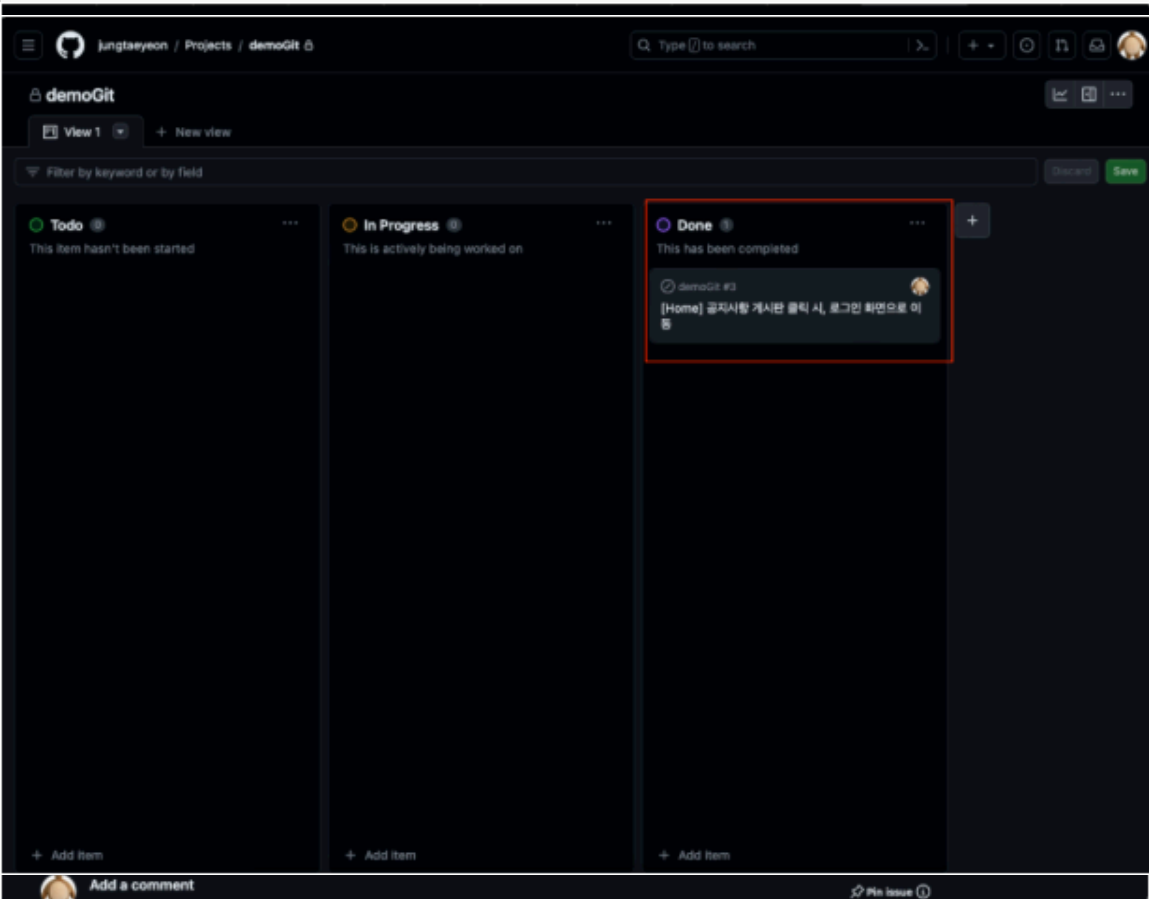 jungtaeyeon / Projects / demoGit
Type / to search
demoGit
View 1
+ New view
Filter by keyword or by field
Discard
Save
Todo 0
This item hasn't been started
In Progress 0
This is actively being worked on
Done 1
This has been completed
demoGit #3
[Home] 공지사항 게시판 클릭 시, 로그인 화면으로 이
동
+ Add item
+ Add item
+ Add item
Add a comment
Pin issue